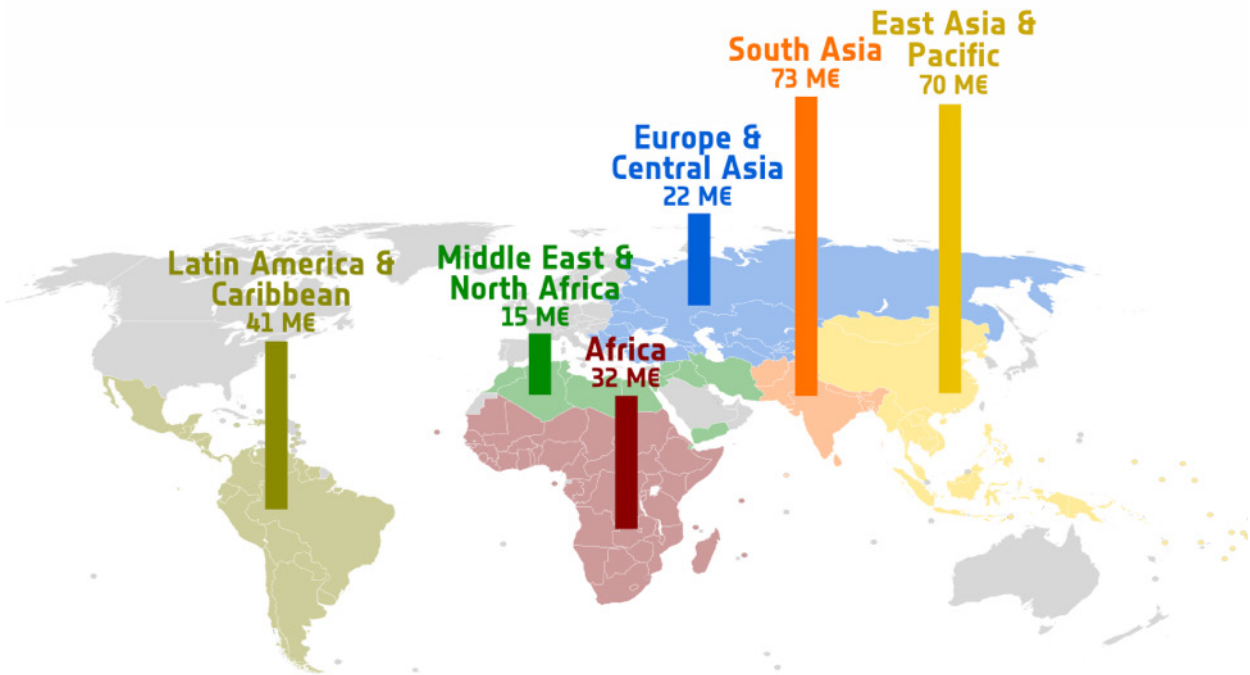 Latin America &
Caribbean
41 M€
Middle East &
North Africa
15 M€
Africa
32 M€
Europe &
Central Asia
22 M€
South Asia
73 M€
East Asia &
Pacific
70 M€